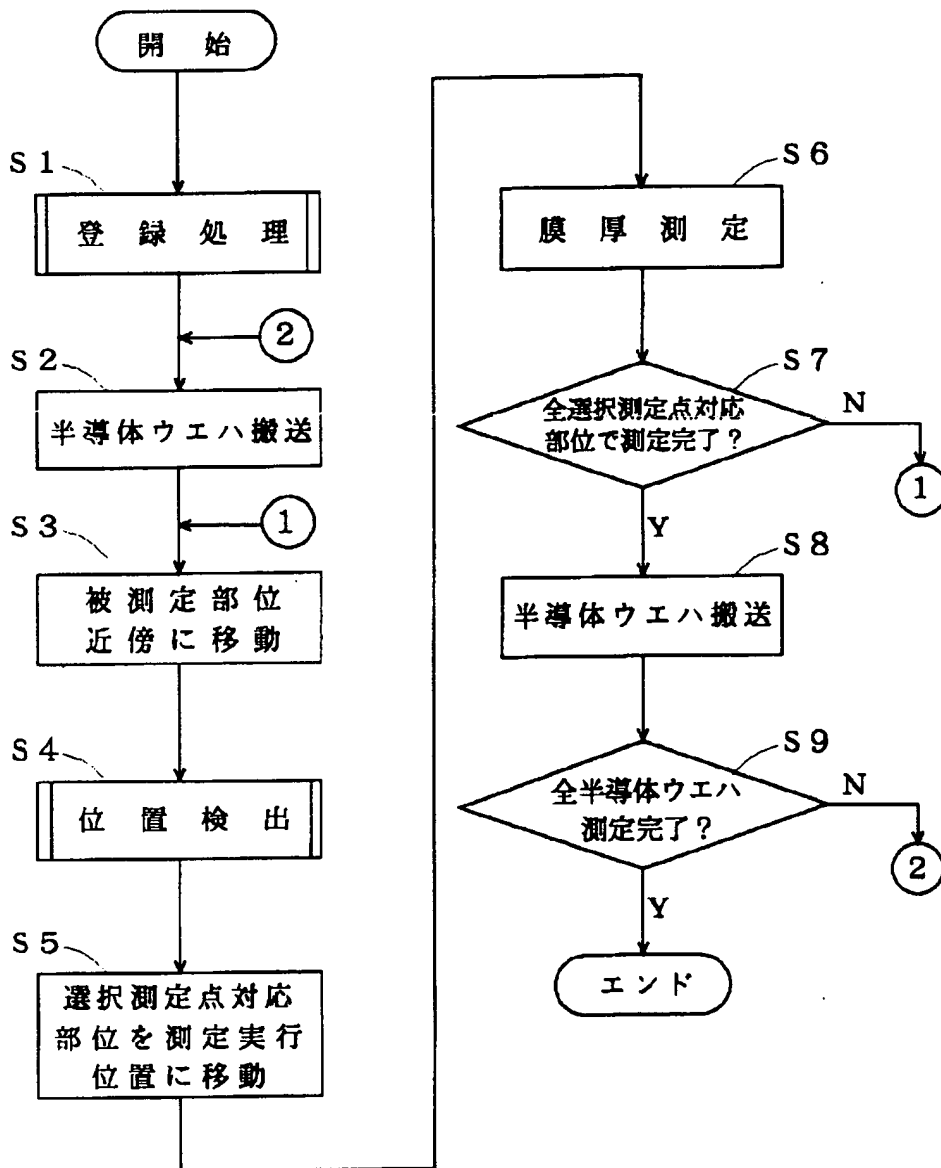 開始
S1
登録処理
②
S2
半導体ウエハ搬送
①
S3
被測定部位
近傍に移動
S4
位置検出
S5
選択測定点対応
部位を測定実行
位置に移動
S6
膜厚測定
S7
全選択測定点対応
部位で測定完了?
N
①
Y
S8
半導体ウエハ搬送
S9
全半導体ウエハ
測定完了?
N
②
Y
エンド